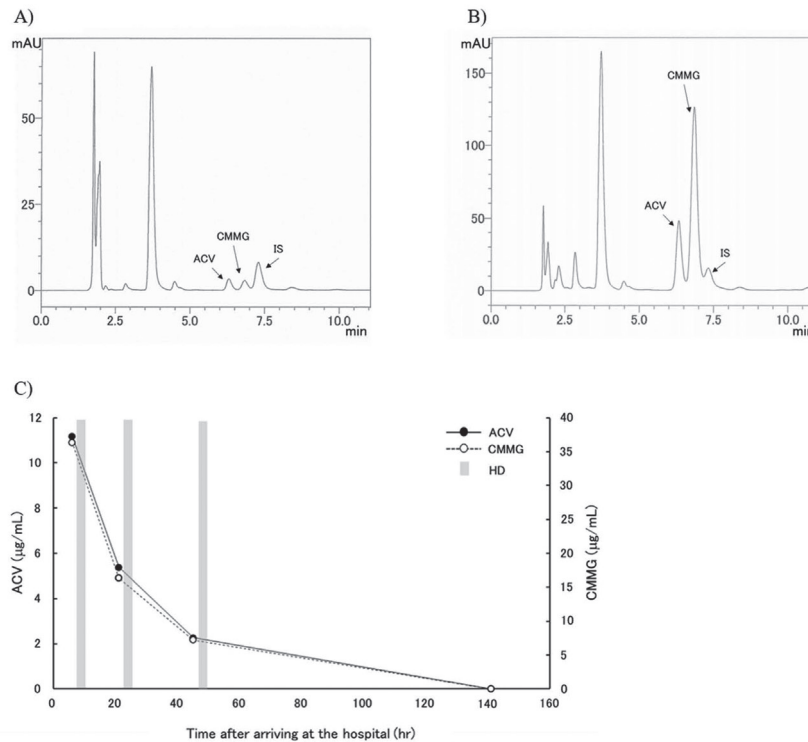 A)
mAU
50
25
0
ACV
CMMG
IS
0.0
2.5
5.0
7.5
min
B)
mAU
150
100
50
0
CMMG
ACV
IS
0.0
2.5
5.0
7.5
10.0
min
C)
12
10
8
6
4
2
0
ACV (μg/mL)
40
35
30
25
20
15
10
5
0
CMMG (μg/mL)
ACV
CMMG
HD
0
20
40
60
80
100
120
140
160
Time after arriving at the hospital (hr)